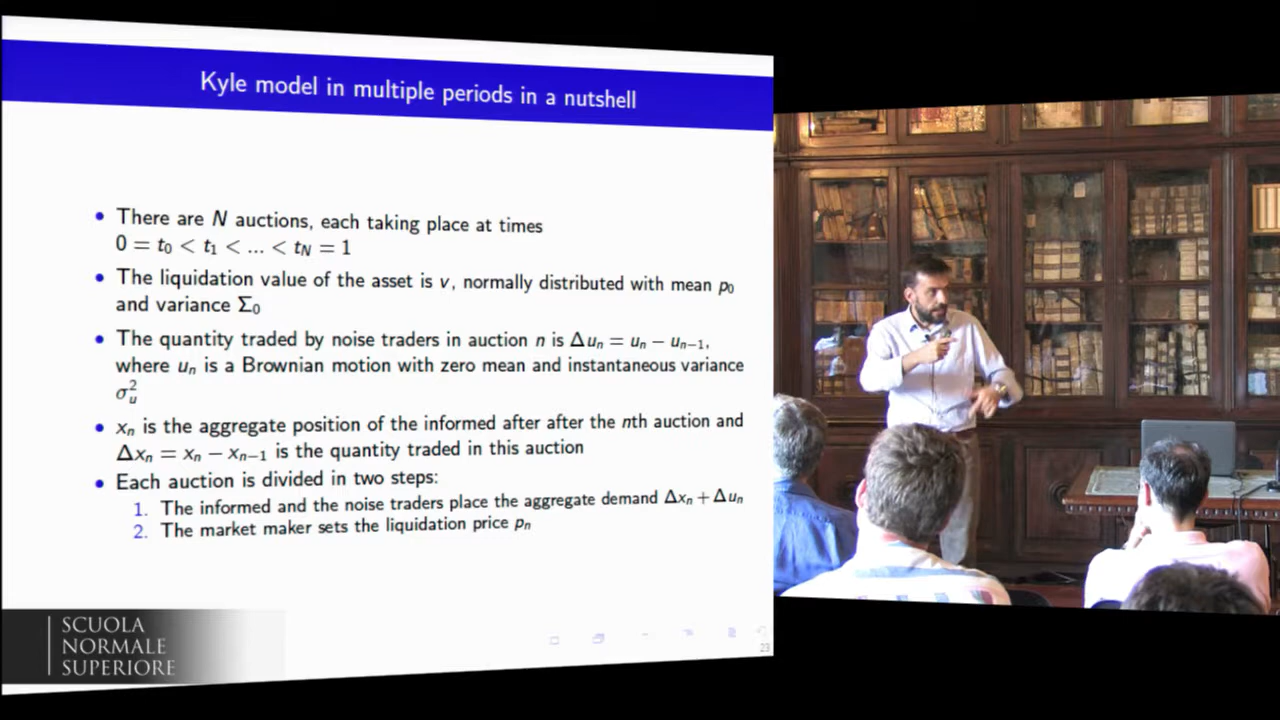 Kyle model in multiple periods in a nutshell
• There are N auctions, each taking place at times
0 = t₀ < t₁ < ... < t_N = 1
• The liquidation value of the asset is v, normally distributed with mean p₀
and variance Σ₀
• The quantity traded by noise traders in auction n is Δuₙ = uₙ − uₙ₋₁,
where uₙ is a Brownian motion with zero mean and instantaneous variance
σ²ᵤ
• xₙ is the aggregate position of the informed after after the nth auction and
Δxₙ = xₙ − xₙ₋₁ is the quantity traded in this auction
• Each auction is divided in two steps:
1. The informed and the noise traders place the aggregate demand Δxₙ + Δuₙ
2. The market maker sets the liquidation price pₙ
23
SCUOLA
NORMALE
SUPERIORE